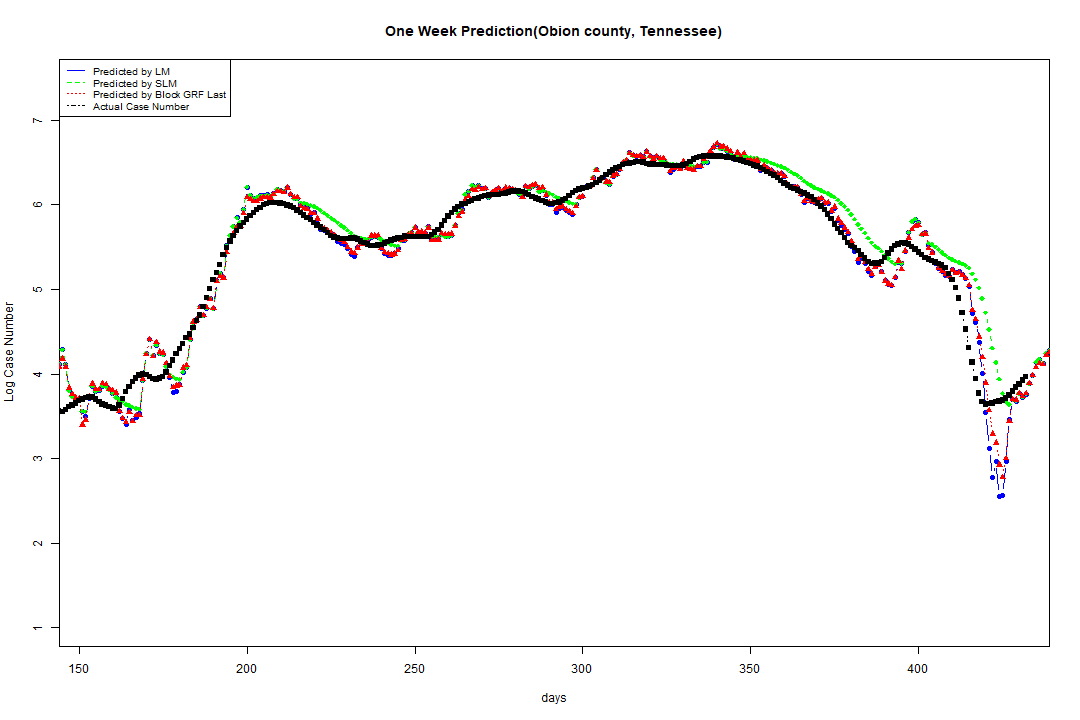 One Week Prediction(Obion county, Tennessee)
Predicted by LM
Predicted by SLM
Predicted by Block GRF Last
Actual Case Number
7
6
5
4
3
2
1
Log Case Number
150 200 250 300 350 400
days